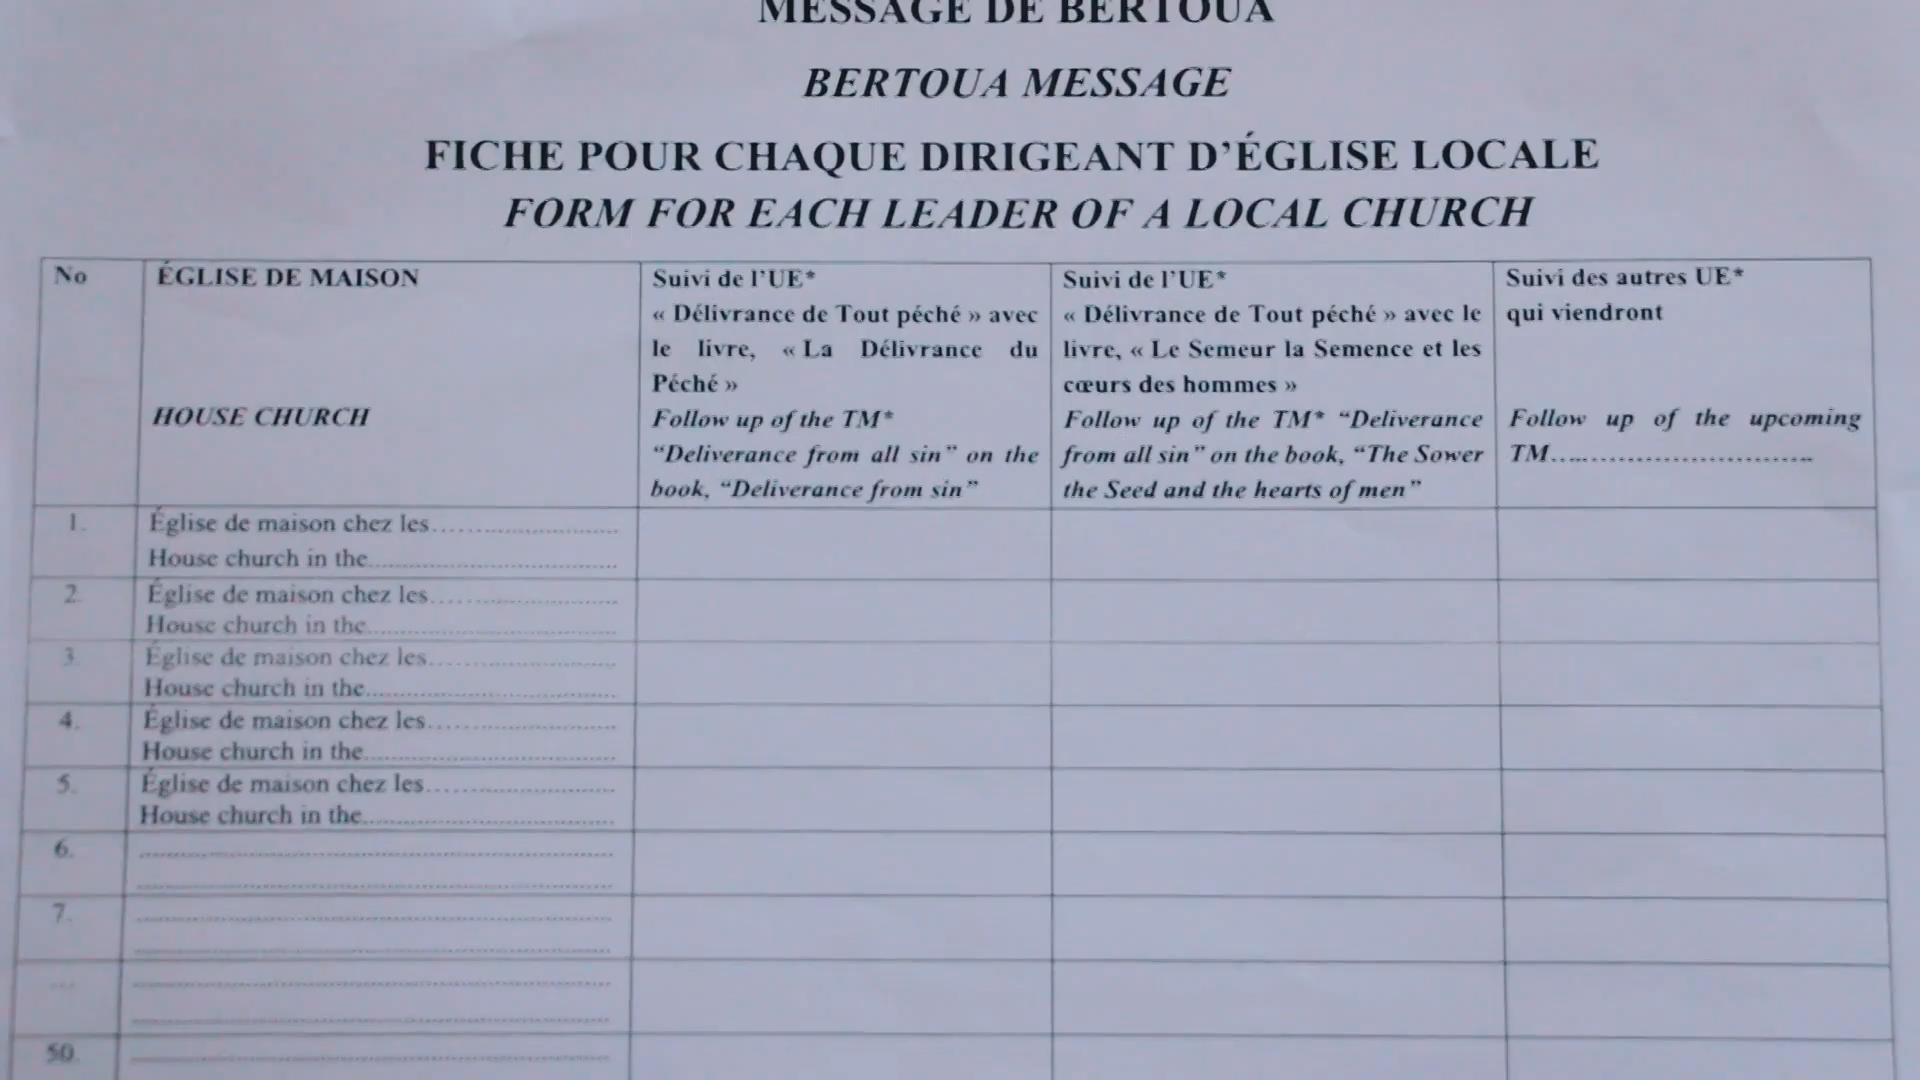 MESSAGE DE BERTOUA
BERTOUA MESSAGE
FICHE POUR CHAQUE DIRIGEANT D'ÉGLISE LOCALE
FORM FOR EACH LEADER OF A LOCAL CHURCH
No
ÉGLISE DE MAISON
HOUSE CHURCH
Suivi de l'UE*
« Délivrance de Tout péché » avec
le livre, « La Délivrance du
Péché »
Follow up of the TM*
“Deliverance from all sin” on the
book, “Deliverance from sin”
Suivi de l'UE*
« Délivrance de Tout péché » avec le
livre, « Le Semeur la Semence et les
cœurs des hommes »
Follow up of the TM* “Deliverance
from all sin” on the book, “The Sower
the Seed and the hearts of men”
Suivi des autres UE*
qui viendront
Follow up of the upcoming
TM..............................
1. Église de maison chez les..........................
House church in the..................................
2. Église de maison chez les..........................
House church in the..................................
3. Église de maison chez les..........................
House church in the..................................
4. Église de maison chez les..........................
House church in the..................................
5. Église de maison chez les..........................
House church in the..................................
6.
7.
...
50.